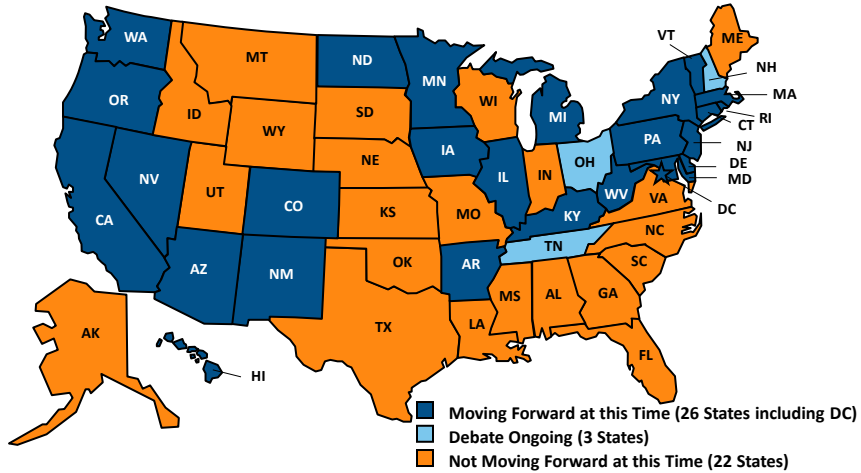 WA
MT
ND
MN
VT
ME
NH
OR
ID
SD
WI
MI
NY
MA
RI
CT
WY
NE
IA
PA
NJ
NV
UT
CO
IL
IN
OH
WV
DE
MD
DC
CA
KS
MO
KY
VA
NC
TN
AZ
NM
OK
AR
SC
MS
AL
GA
TX
LA
AK
FL
HI
Moving Forward at this Time (26 States including DC)
Debate Ongoing (3 States)
Not Moving Forward at this Time (22 States)